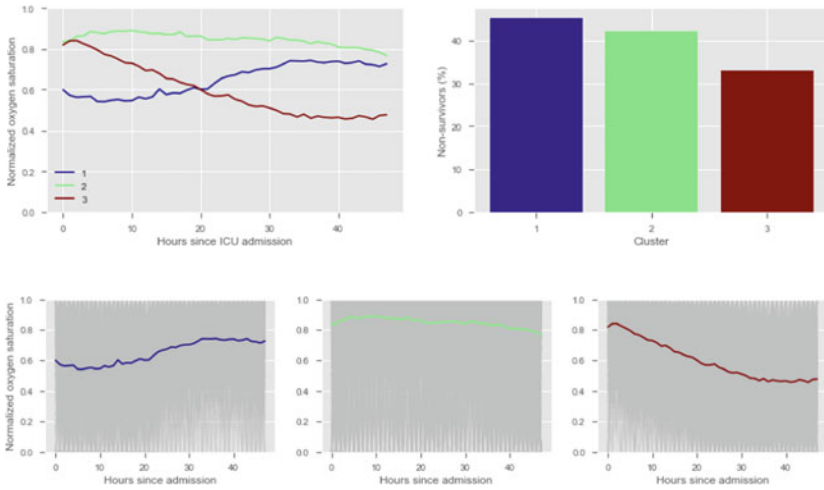 Normalized oxygen saturation
1.0
0.8
0.6
0.4
0.2
0.0
1
2
3
0 10 20 30 40
Hours since ICU admission
Non-survivors (%)
40
30
20
10
0
1 2 3
Cluster
Normalized oxygen saturation
1.0
0.8
0.6
0.4
0.2
0.0
0 10 20 30 40
Hours since admission
1.0
0.8
0.6
0.4
0.2
0.0
0 10 20 30 40
Hours since admission
1.0
0.8
0.6
0.4
0.2
0.0
0 10 20 30 40
Hours since admission